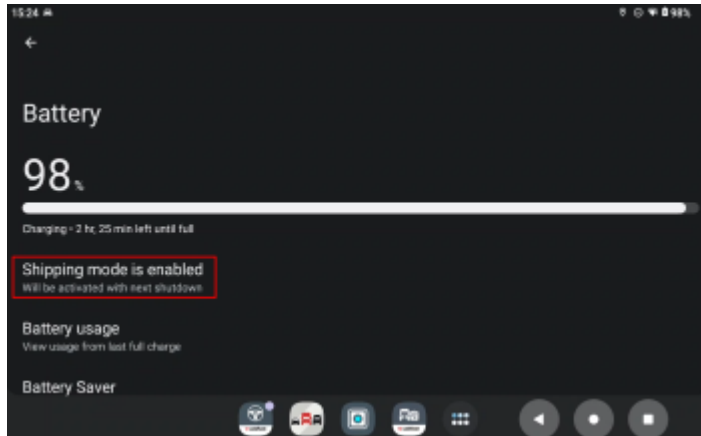 15:24
98%
Battery
98%
Charging - 2 hr, 25 min left until full
Shipping mode is enabled
Will be activated with next shutdown
Battery usage
View usage from last full charge
Battery Saver